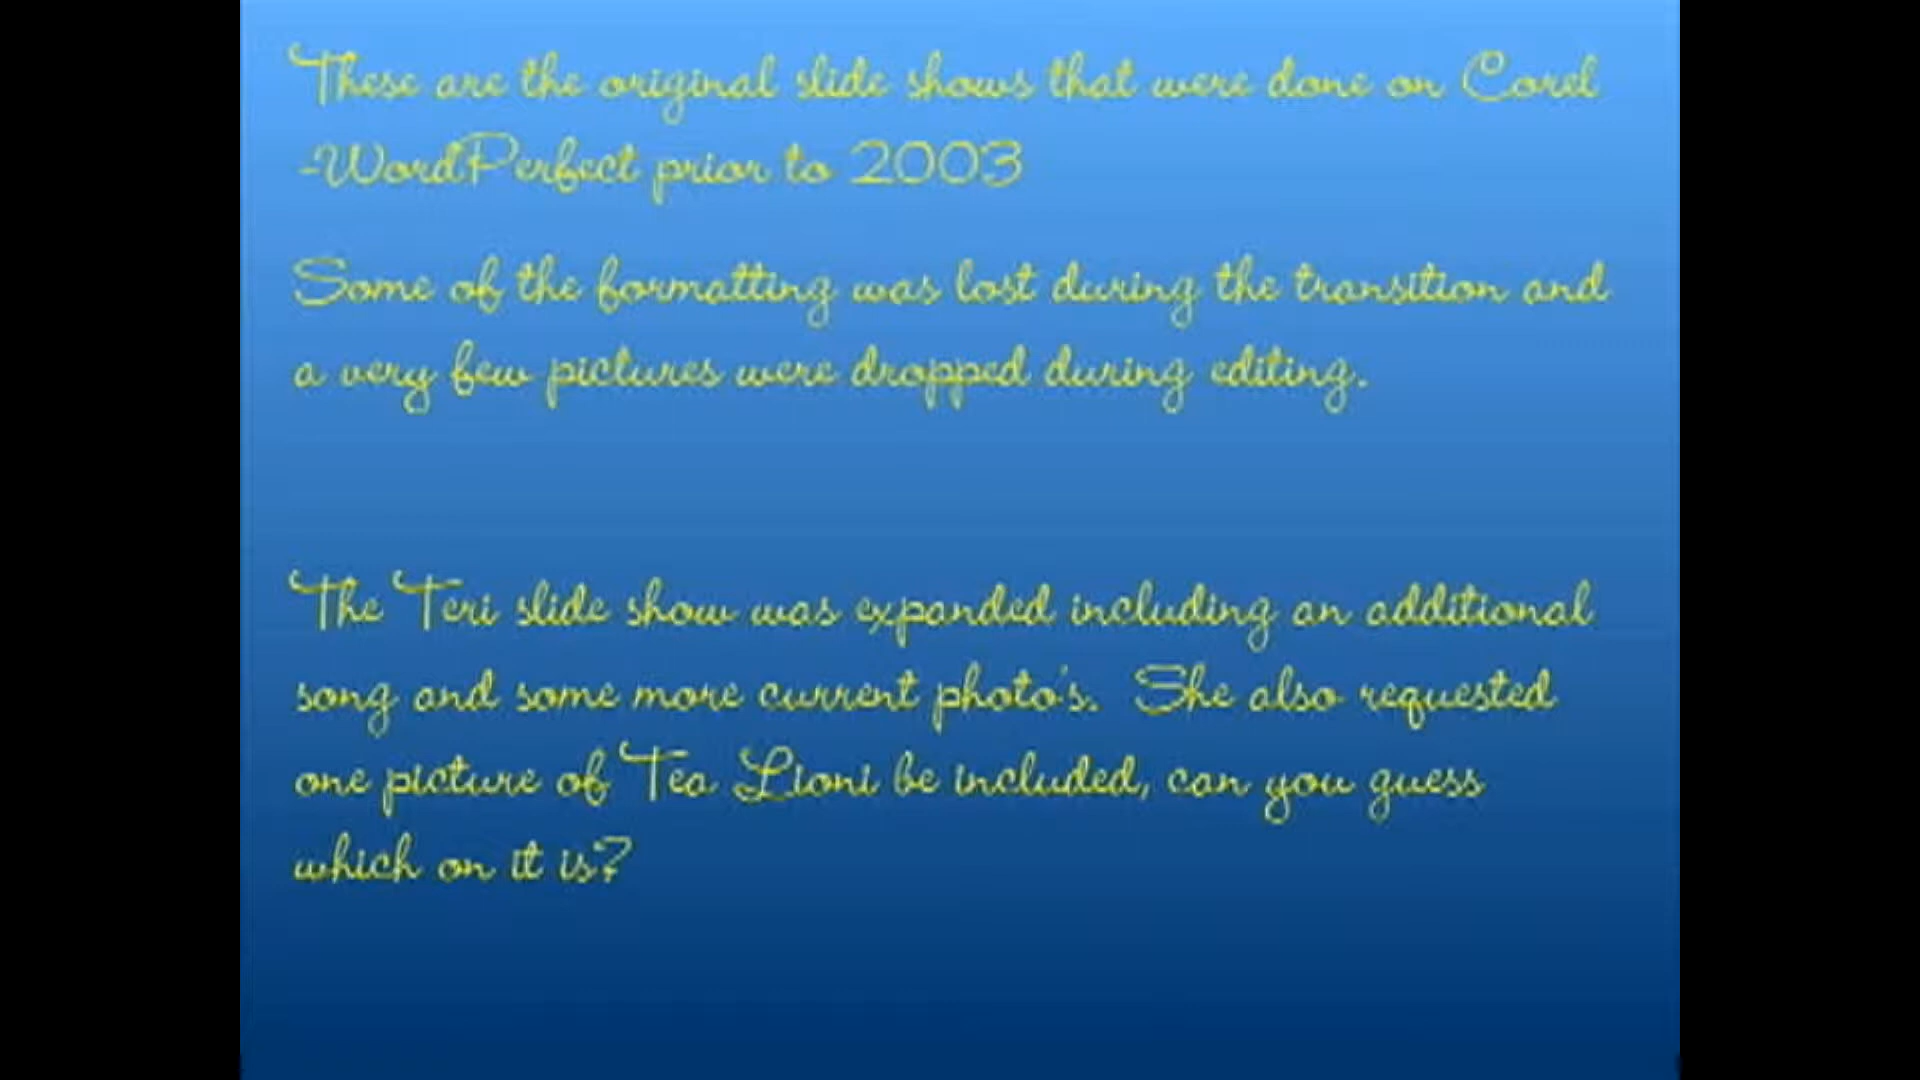 These are the original slide shows that were done on Corel
-WordPerfect prior to 2003
Some of the formatting was lost during the transition and
a very few pictures were dropped during editing.
The Teri slide show was expanded including an additional
song and some more current photo's. She also requested
one picture of Tea Lioni be included, can you guess
which on it is?